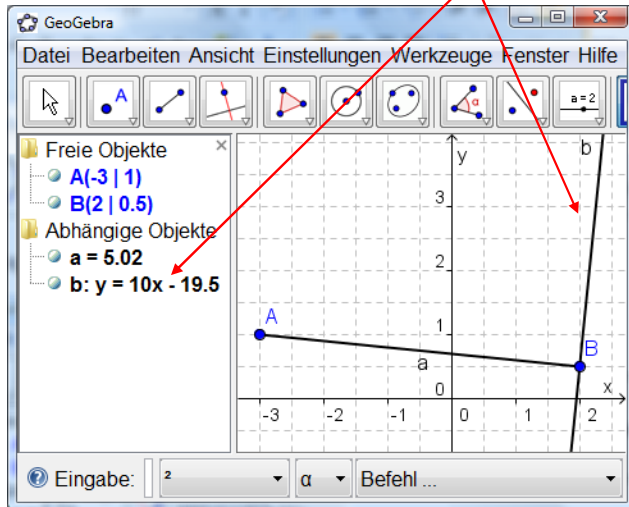 GeoGebra
Datei Bearbeiten Ansicht Einstellungen Werkzeuge Fenster Hilfe
A
α
a=2
Freie Objekte
A(-3 | 1)
B(2 | 0.5)
Abhängige Objekte
a = 5.02
b: y = 10x - 19.5
y
b
3
2
A
1
B
a
0
x
-3 -2 -1 0 1 2
Eingabe: ² α Befehl ...